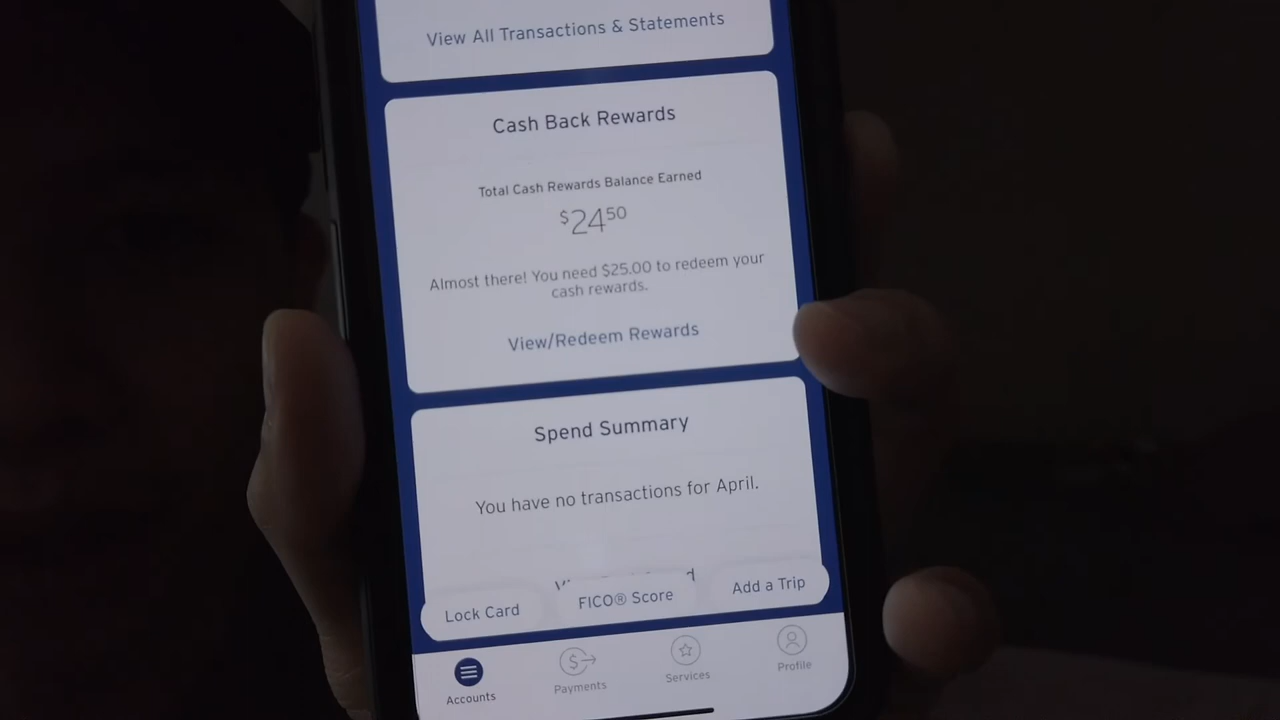 View All Transactions & Statements
Cash Back Rewards
Total Cash Rewards Balance Earned
$2450
Almost there! You need $25.00 to redeem your
cash rewards.
View/Redeem Rewards
Spend Summary
You have no transactions for April.
Lock Card
FICO® Score
Add a Trip
Accounts
Payments
Services
Profile